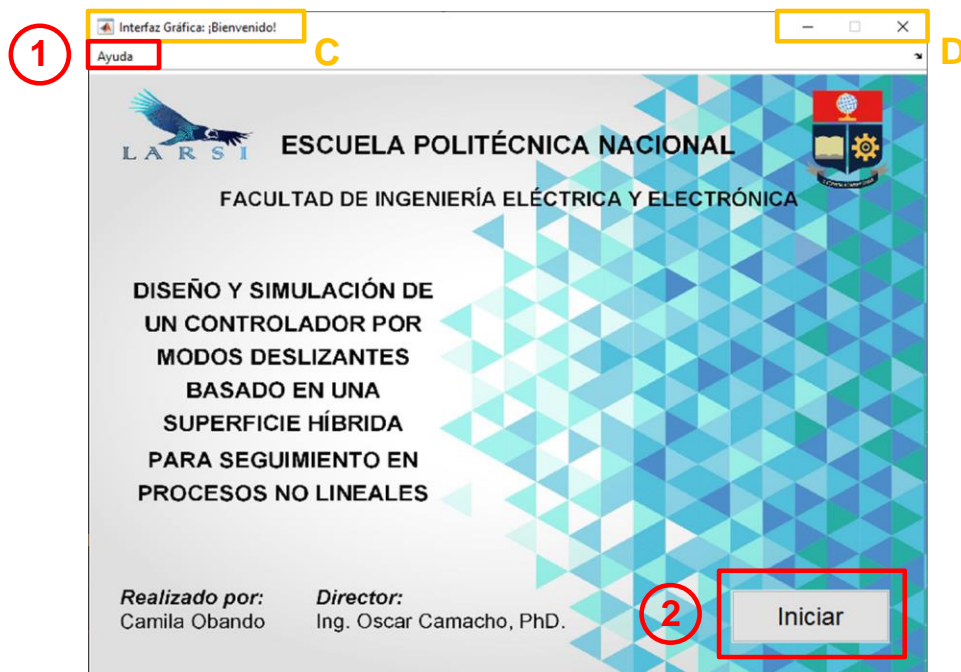 Interfaz Gráfica: ¡Bienvenido!
1
Ayuda
C
D
LARSI
ESCUELA POLITÉCNICA NACIONAL
FACULTAD DE INGENIERÍA ELÉCTRICA Y ELECTRÓNICA
DISEÑO Y SIMULACIÓN DE
UN CONTROLADOR POR
MODOS DESLIZANTES
BASADO EN UNA
SUPERFICIE HÍBRIDA
PARA SEGUIMIENTO EN
PROCESOS NO LINEALES
Realizado por:
Camila Obando
Director:
Ing. Oscar Camacho, PhD.
2
Iniciar